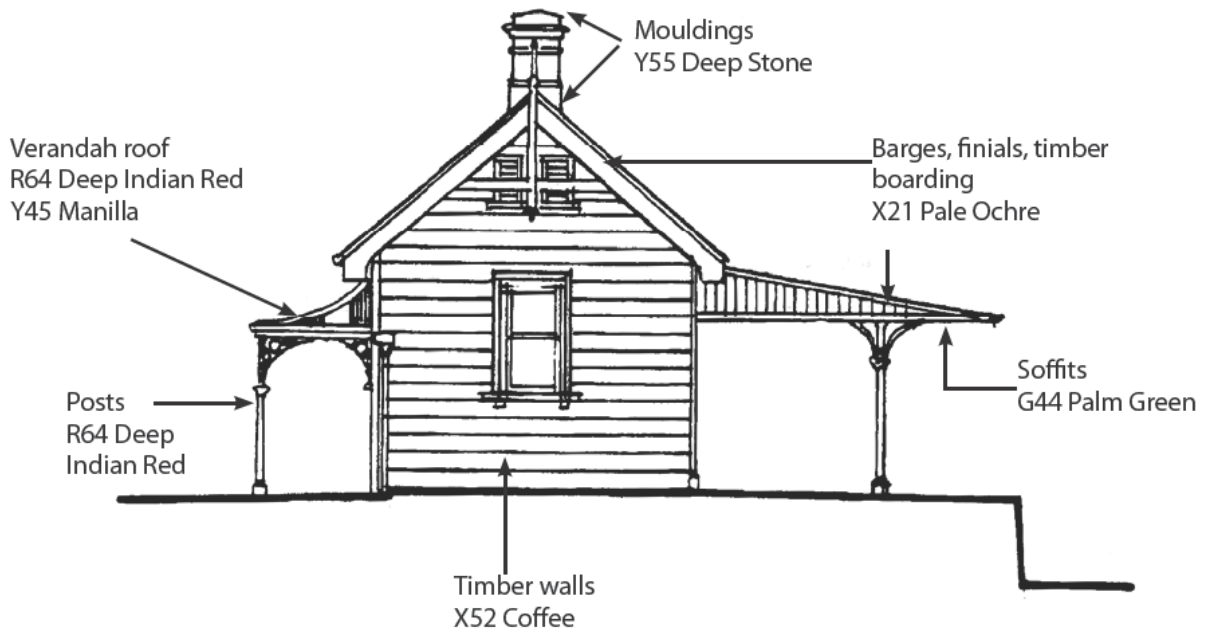 Mouldings
Y55 Deep Stone
Verandah roof
R64 Deep Indian Red
Y45 Manilla
Barges, finials, timber
boarding
X21 Pale Ochre
Soffits
G44 Palm Green
Posts
R64 Deep
Indian Red
Timber walls
X52 Coffee